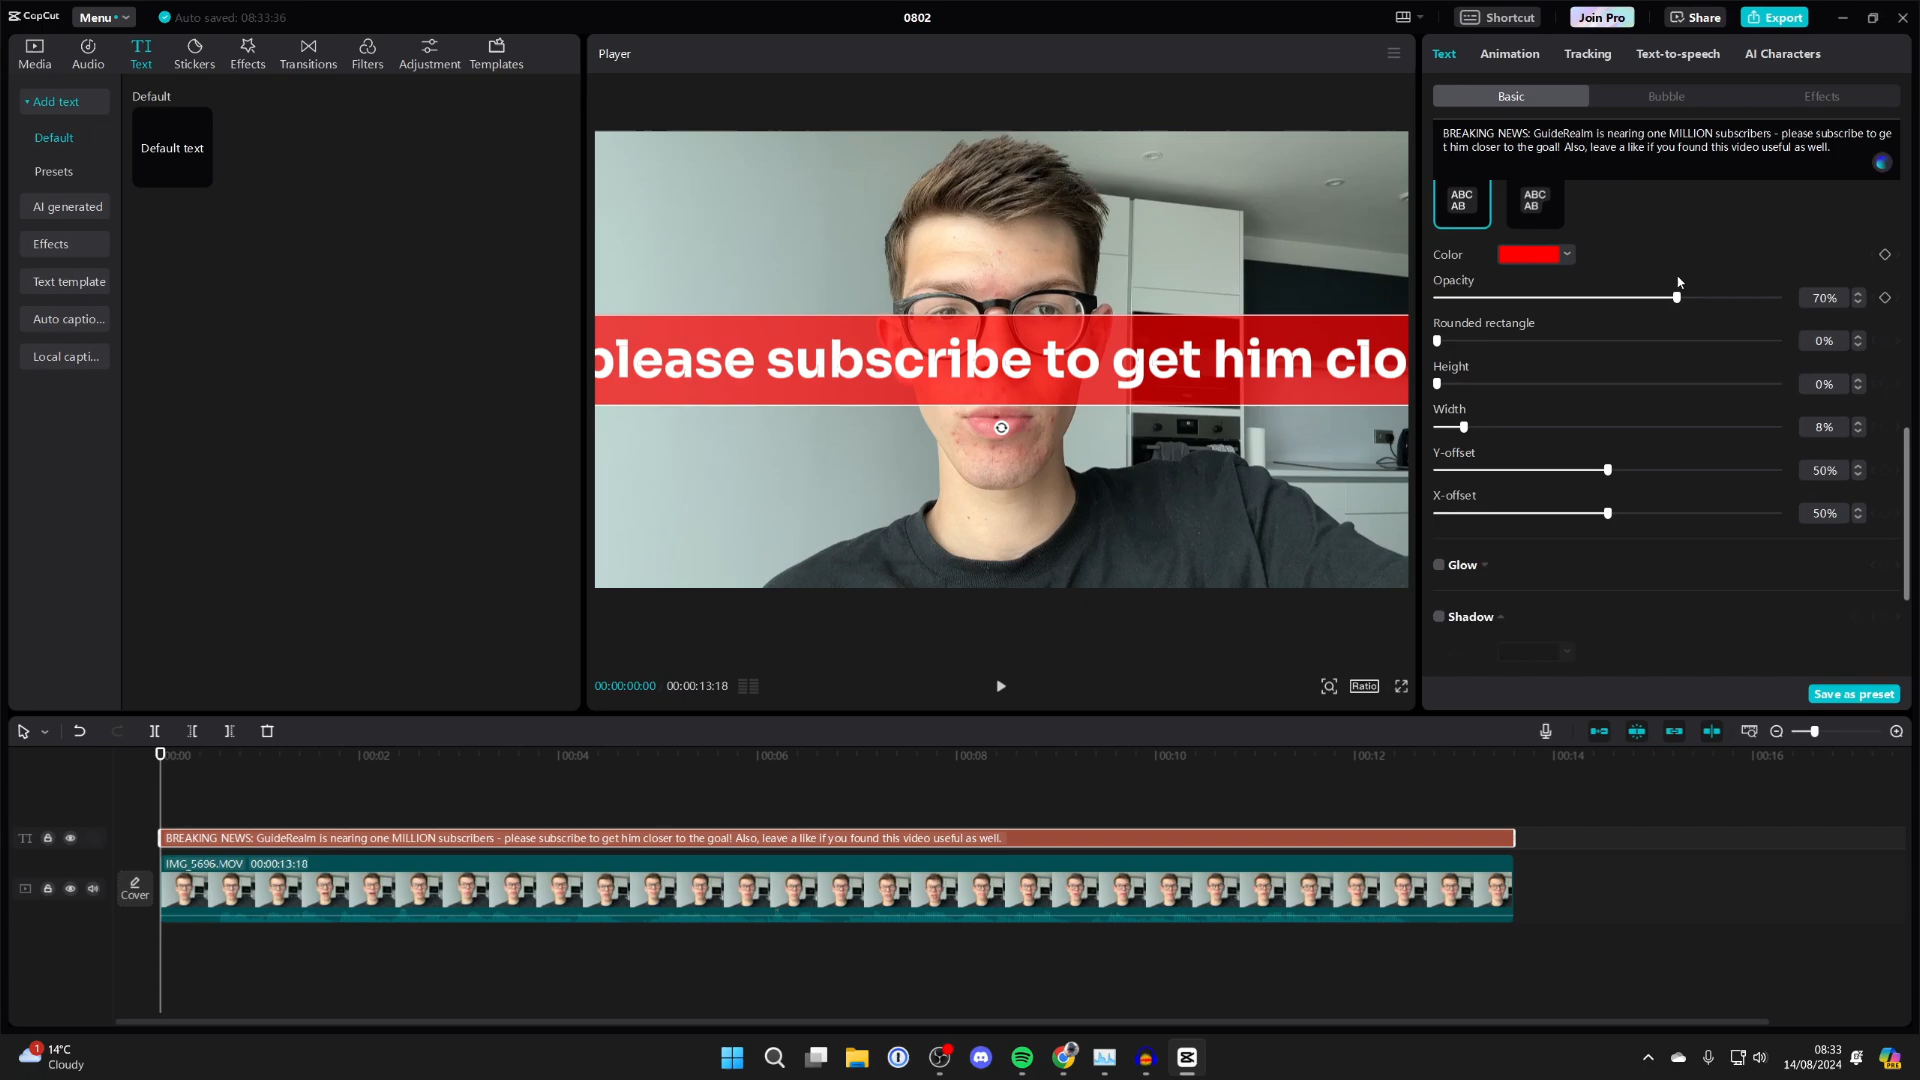 CapCut
Menu
Auto saved: 08:33:36
0802
Shortcut
Join Pro
Share
Export
Media
Audio
TI
Text
Stickers
Effects
Transitions
Filters
Adjustment
Templates
Add text
Default
Presets
AI generated
Effects
Text template
Auto captio...
Local capti...
Default
Default text
Player
please subscribe to get him clo
00:00:00:00
00:00:13:18
Ratio
Text
Animation
Tracking
Text-to-speech
AI Characters
Basic
Bubble
Effects
BREAKING NEWS: GuideRealm is nearing one MILLION subscribers - please subscribe to ge
t him closer to the goal! Also, leave a like if you found this video useful as well.
ABC
AB
ABC
AB
Color
Opacity
70%
Rounded rectangle
0%
Height
0%
Width
8%
Y-offset
50%
X-offset
50%
Glow
Shadow
Save as preset
00:00
00:02
00:04
00:06
00:08
00:10
00:12
00:14
00:16
TI
BREAKING NEWS: GuideRealm is nearing one MILLION subscribers - please subscribe to get him closer to the goal! Also, leave a like if you found this video useful as well.
IMG_5696.MOV 00:00:13:18
Cover
1
14°C
Cloudy
08:33
14/08/2024
PRE